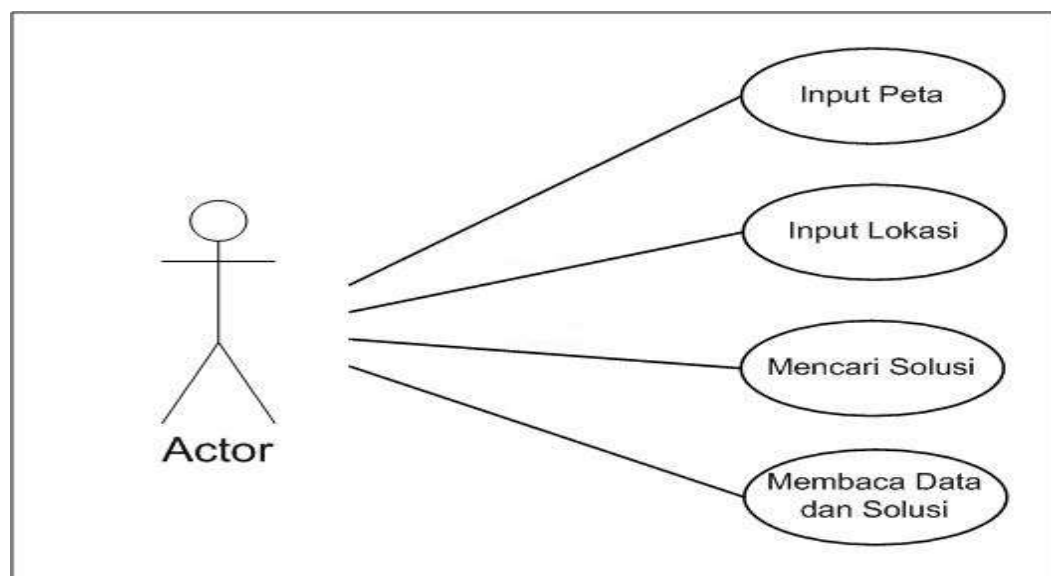 Input Peta
Input Lokasi
Mencari Solusi
Membaca Data
dan Solusi
Actor